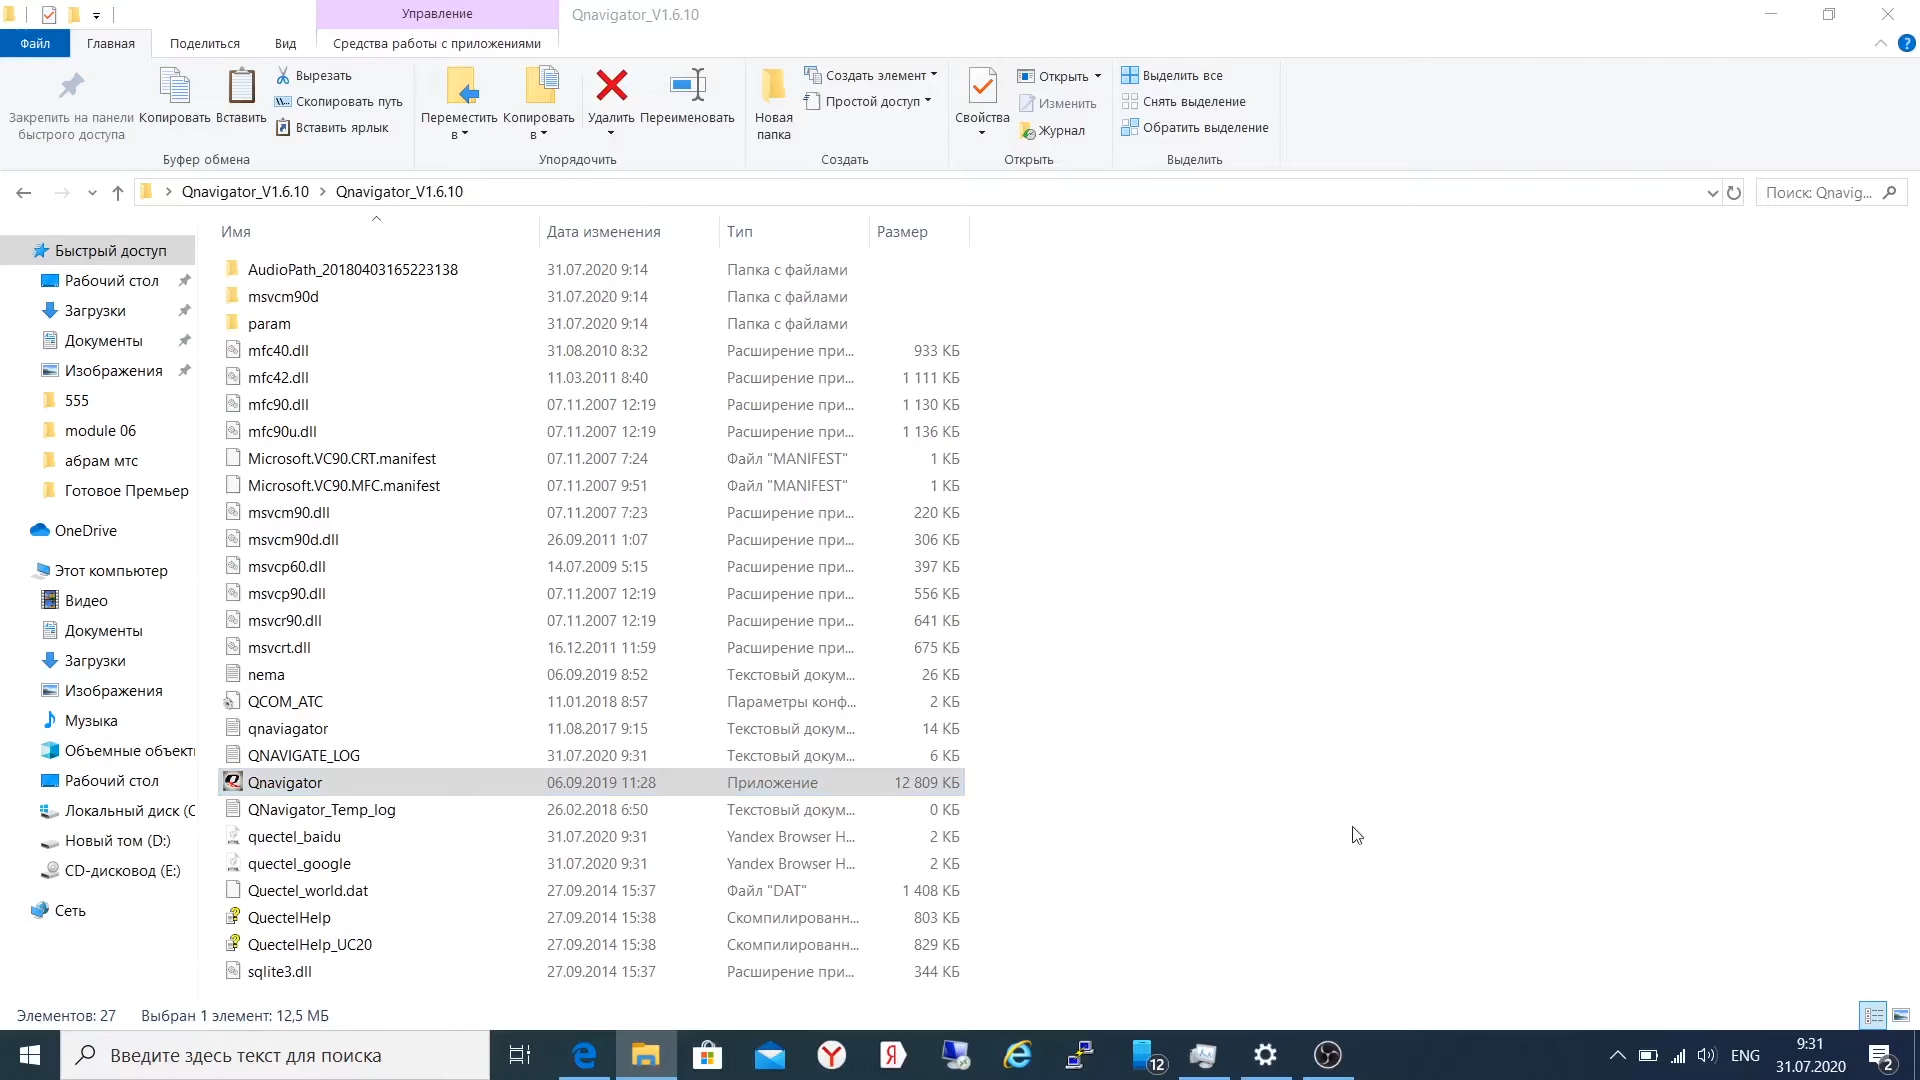 Управление
Qnavigator_V1.6.10
Файл
Главная
Поделиться
Вид
Средства работы с приложениями
Закрепить на панели
быстрого доступа
Копировать
Вставить
Вырезать
Скопировать путь
Вставить ярлык
Переместить
в
Копировать
в
Удалить
Переименовать
Новая
папка
Создать элемент
Простой доступ
Свойства
Открыть
Изменить
Журнал
Выделить все
Снять выделение
Обратить выделение
Буфер обмена
Упорядочить
Создать
Открыть
Выделить
Qnavigator_V1.6.10
Qnavigator_V1.6.10
Поиск: Qnavig...
Имя
Дата изменения
Тип
Размер
Быстрый доступ
Рабочий стол
Загрузки
Документы
Изображения
555
module 06
абрам мтс
Готовое Премьер
OneDrive
Этот компьютер
Видео
Документы
Загрузки
Изображения
Музыка
Объемные объект
Рабочий стол
Локальный диск (C
Новый том (D:)
CD-дисковод (E:)
Сеть
AudioPath_20180403165223138 31.07.2020 9:14 Папка с файлами
msvcm90d 31.07.2020 9:14 Папка с файлами
param 31.07.2020 9:14 Папка с файлами
mfc40.dll 31.08.2010 8:32 Расширение при... 933 КБ
mfc42.dll 11.03.2011 8:40 Расширение при... 1 111 КБ
mfc90.dll 07.11.2007 12:19 Расширение при... 1 130 КБ
mfc90u.dll 07.11.2007 12:19 Расширение при... 1 136 КБ
Microsoft.VC90.CRT.manifest 07.11.2007 7:24 Файл "MANIFEST" 1 КБ
Microsoft.VC90.MFC.manifest 07.11.2007 9:51 Файл "MANIFEST" 1 КБ
msvcm90.dll 07.11.2007 7:23 Расширение при... 220 КБ
msvcm90d.dll 26.09.2011 1:07 Расширение при... 306 КБ
msvcp60.dll 14.07.2009 5:15 Расширение при... 397 КБ
msvcp90.dll 07.11.2007 12:19 Расширение при... 556 КБ
msvcr90.dll 07.11.2007 12:19 Расширение при... 641 КБ
msvcrt.dll 16.12.2011 11:59 Расширение при... 675 КБ
nema 06.09.2019 8:52 Текстовый докум... 26 КБ
QCOM_ATC 11.01.2018 8:57 Параметры конф... 2 КБ
qnaviagator 11.08.2017 9:15 Текстовый докум... 14 КБ
QNAVIGATE_LOG 31.07.2020 9:31 Текстовый докум... 6 КБ
Qnavigator 06.09.2019 11:28 Приложение 12 809 КБ
QNavigator_Temp_log 26.02.2018 6:50 Текстовый докум... 0 КБ
quectel_baidu 31.07.2020 9:31 Yandex Browser H... 2 КБ
quectel_google 31.07.2020 9:31 Yandex Browser H... 2 КБ
Quectel_world.dat 27.09.2014 15:37 Файл "DAT" 1 408 КБ
QuectelHelp 27.09.2014 15:38 Скомпилированн... 803 КБ
QuectelHelp_UC20 27.09.2014 15:38 Скомпилированн... 829 КБ
sqlite3.dll 27.09.2014 15:37 Расширение при... 344 КБ
Элементов: 27 Выбран 1 элемент: 12,5 МБ
Введите здесь текст для поиска
12
ENG
9:31
31.07.2020
2